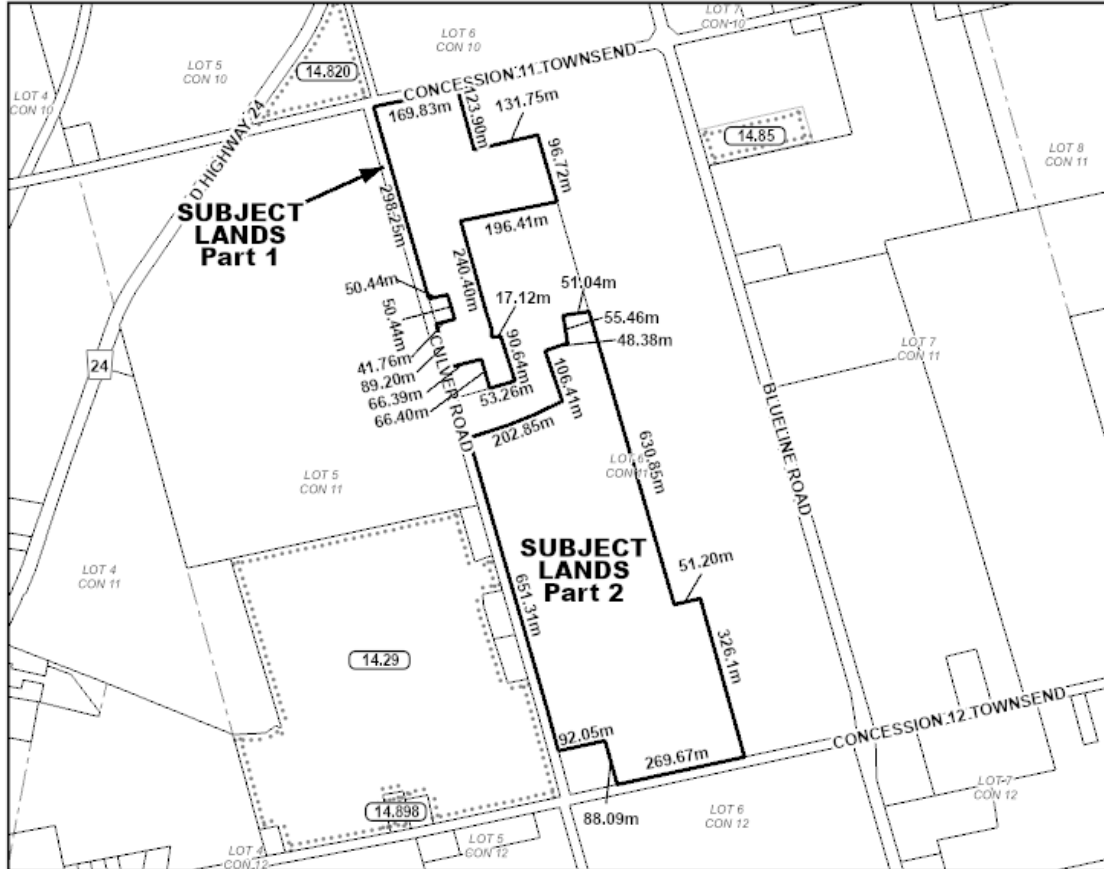 LOT 7
CON 10
LOT 6
CON 10
LOT 5
CON 10
LOT 4
CON 10
14.820
CONCESSION 11 TOWNSEND
169.83m
123.90m
131.75m
14.85
LOT 8
CON 11
D HIGHWAY 24
96.72m
SUBJECT
LANDS
Part 1
298.25m
196.41m
240.40m
50.44m
50.44m
17.12m
51.04m
55.46m
48.38m
LOT 7
CON 11
24
41.76m
89.20m
66.39m
66.40m
CULVER ROAD
90.64m
53.26m
106.41m
202.85m
BLUELINE ROAD
630.85m
LOT 6
CON 11
LOT 5
CON 11
LOT 4
CON 11
SUBJECT
LANDS
Part 2
51.20m
651.31m
326.1m
14.29
92.05m
269.67m
CONCESSION 12 TOWNSEND
88.09m
14.898
LOT 7
CON 12
LOT 6
CON 12
LOT 5
CON 12
LOT 4
CON 12